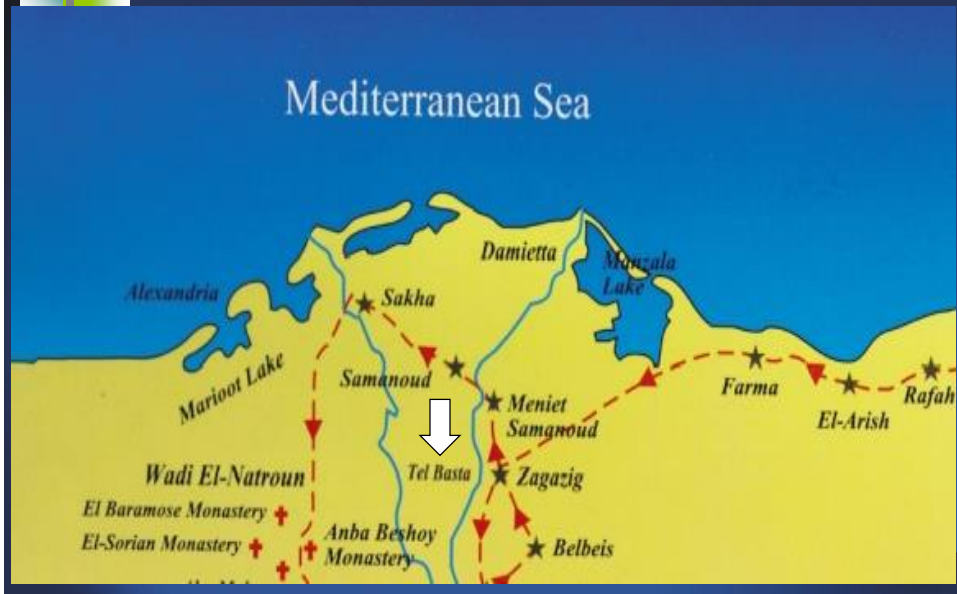 Mediterranean Sea
Damietta
Manzala
Lake
Alexandria
Sakha
Marioot Lake
Samanoud
Farma
Rafah
El-Arish
Meniet
Samanoud
Wadi El-Natroun
Tel Basta
Zagazig
El Baramose Monastery
El-Sorian Monastery
Anba Beshoy
Monastery
Belbeis